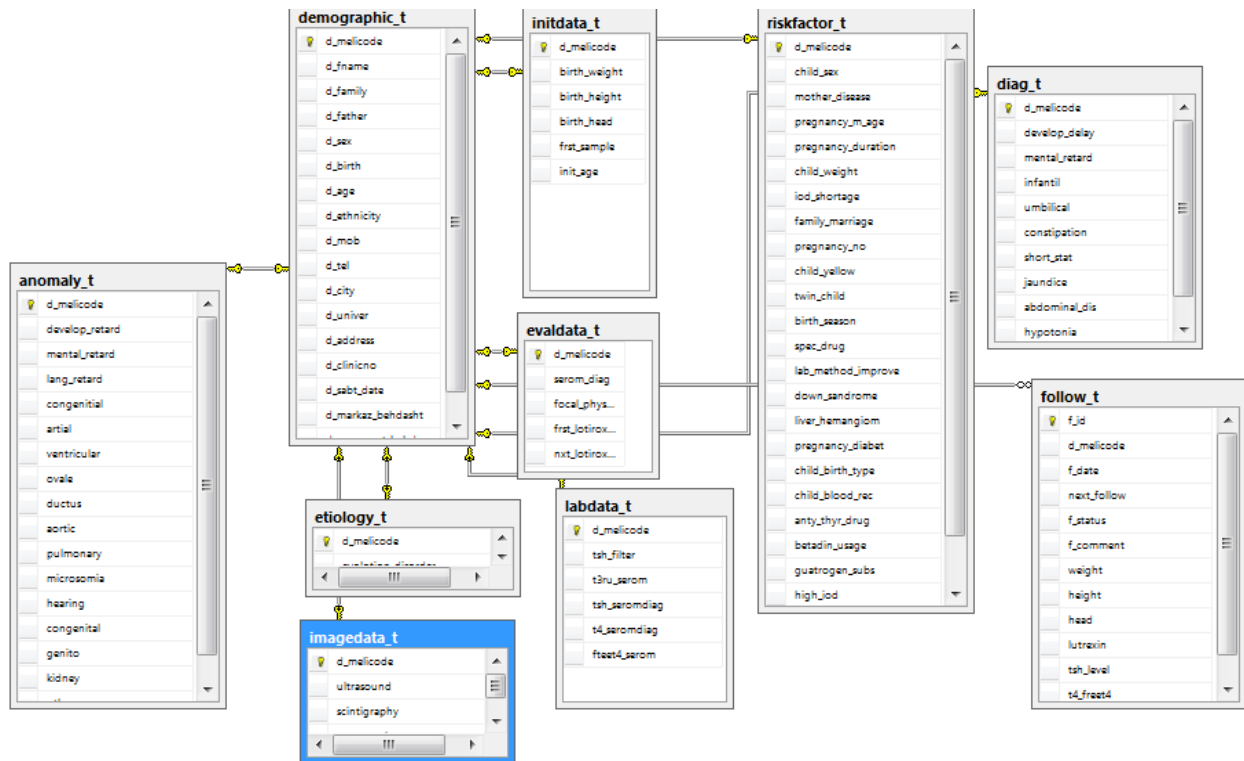 demographic_t
d_melicode
d_fname
d_family
d_father
d_sex
d_birth
d_age
d_ethnicity
d_mob
d_tel
d_city
d_univer
d_address
d_clinicno
d_sabt_date
d_markaz_behdasht
initdata_t
d_melicode
birth_weight
birth_height
birth_head
frst_sample
init_age
riskfactor_t
d_melicode
child_sex
mother_disease
pregnancy_m_age
pregnancy_duration
child_weight
iod_shortage
family_marriage
pregnancy_no
child_yellow
twin_child
birth_season
spec_drug
lab_method_improve
down_sandrome
liver_hemangiom
pregnancy_diabet
child_birth_type
child_blood_rec
anty_thyr_drug
betadin_usage
guatrogen_subs
high_iod
diag_t
d_melicode
develop_delay
mental_retard
infantil
umbilical
constipation
short_stat
jaundice
abdominal_dis
hypotonia
anomaly_t
d_melicode
develop_retard
mental_retard
lang_retard
congenitial
artial
ventricular
ovale
ductus
aortic
pulmonary
microsomia
hearing
congenital
genito
kidney
evaldata_t
d_melicode
serom_diag
focal_phys...
frst_lotirox...
nxt_lotirox...
follow_t
f_id
d_melicode
f_date
next_follow
f_status
f_comment
weight
height
head
lutrexin
tsh_level
t4_freet4
etiology_t
d_melicode
labdata_t
d_melicode
tsh_filter
t3ru_serom
tsh_seromdiag
t4_seromdiag
fteet4_serom
imagedata_t
d_melicode
ultrasound
scintigraphy